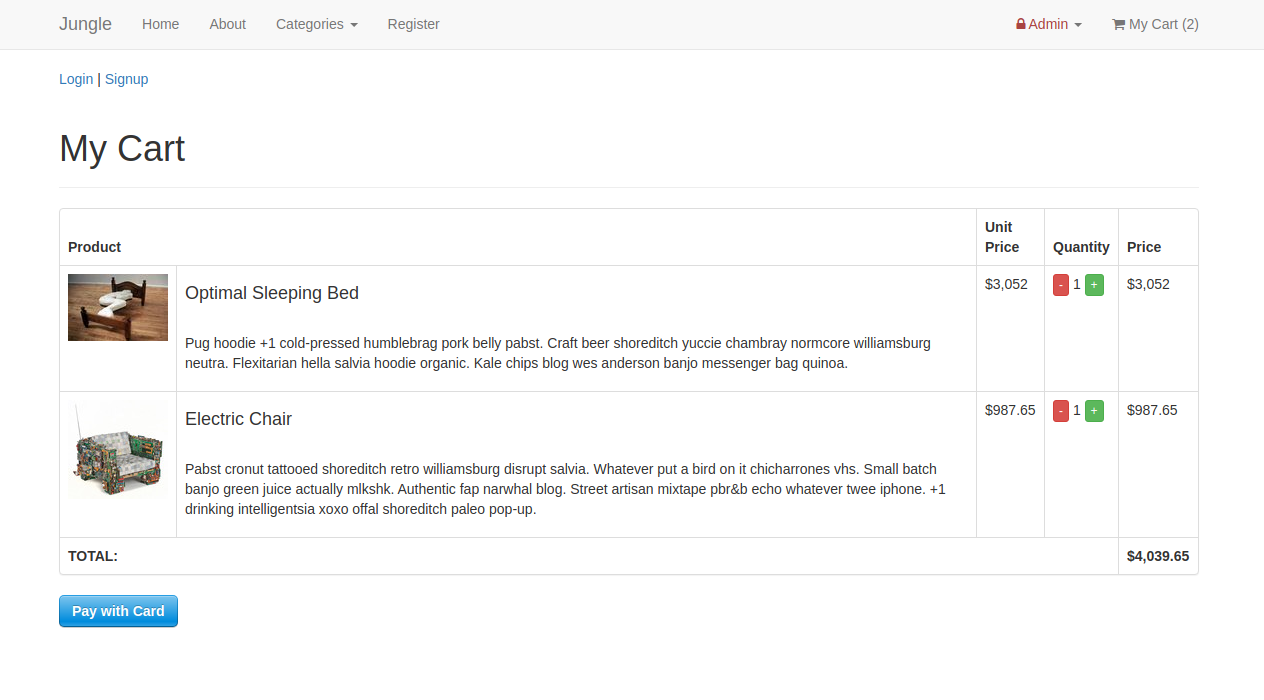 Jungle Home About Categories Register Admin My Cart (2)
Login | Signup
My Cart
Product Unit Price Quantity Price
Optimal Sleeping Bed $3,052 - 1 + $3,052
Pug hoodie +1 cold-pressed humblebrag pork belly pabst. Craft beer shoreditch yuccie chambray normcore williamsburg
neutra. Flexitarian hella salvia hoodie organic. Kale chips blog wes anderson banjo messenger bag quinoa.
Electric Chair $987.65 - 1 + $987.65
Pabst cronut tattooed shoreditch retro williamsburg disrupt salvia. Whatever put a bird on it chicharrones vhs. Small batch
banjo green juice actually mlkshk. Authentic fap narwhal blog. Street artisan mixtape pbr&b echo whatever twee iphone. +1
drinking intelligentsia xoxo offal shoreditch paleo pop-up.
TOTAL: $4,039.65
Pay with Card